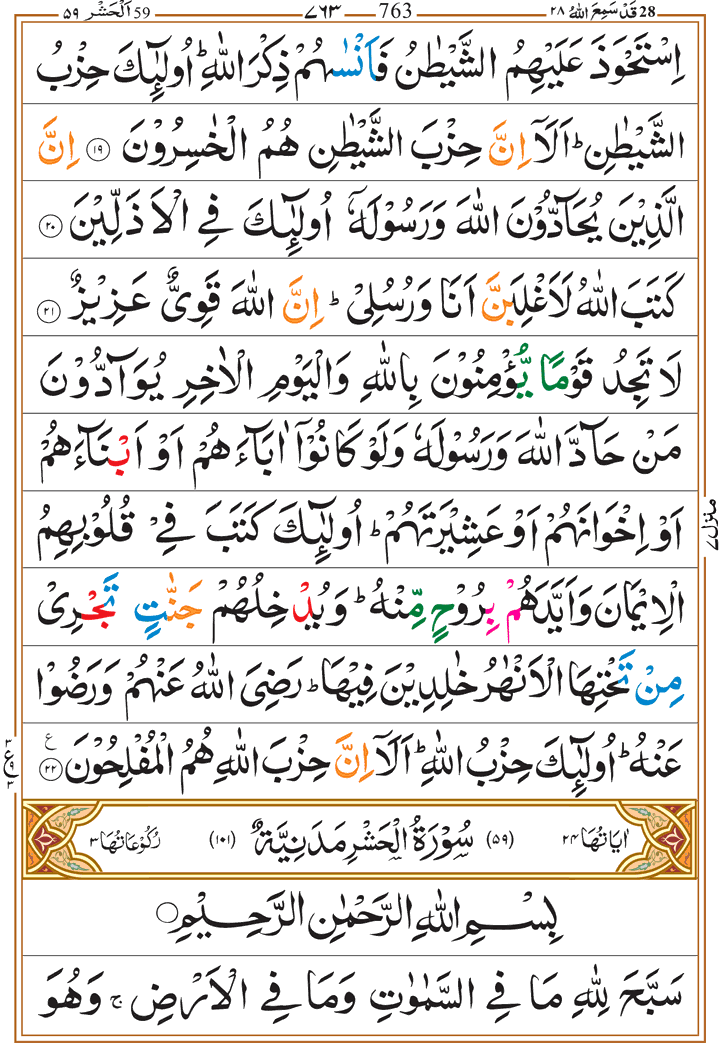 28 قَدْ سَمِعَ اللهُ ٢٨ 763 ٧٦٣ 59 اَلْحَشْر ٥٩
اِسْتَحْوَذَ عَلَيْهِمُ الشَّيْطٰنُ فَاَنْسٰىهُمْ ذِكْرَ اللّٰهِ ؕ اُولٰٓئِكَ حِزْبُ
الشَّيْطٰنِ ؕ اَلَاۤ اِنَّ حِزْبَ الشَّيْطٰنِ هُمُ الْخٰسِرُوْنَ ۝١٩ اِنَّ
الَّذِيْنَ يُحَآدُّوْنَ اللّٰهَ وَرَسُوْلَهٗۤ اُولٰٓئِكَ فِى الْاَذَلِّيْنَ ۝٢٠
كَتَبَ اللّٰهُ لَاَغْلِبَنَّ اَنَا وَرُسُلِىْ ؕ اِنَّ اللّٰهَ قَوِىٌّ عَزِيْزٌ ۝٢١
لَا تَجِدُ قَوْمًا يُّؤْمِنُوْنَ بِاللّٰهِ وَالْيَوْمِ الْاٰخِرِ يُوَآدُّوْنَ
مَنْ حَآدَّ اللّٰهَ وَرَسُوْلَهٗ وَلَوْ كَانُوْۤا اٰبَآءَهُمْ اَوْ اَبْنَآءَهُمْ
اَوْ اِخْوَانَهُمْ اَوْ عَشِيْرَتَهُمْ ؕ اُولٰٓئِكَ كَتَبَ فِىْ قُلُوْبِهِمُ
منزل ٧
الْاِيْمَانَ وَاَيَّدَهُمْ بِرُوْحٍ مِّنْهُ ؕ وَيُدْخِلُهُمْ جَنّٰتٍ تَجْرِىْ
مِنْ تَحْتِهَا الْاَنْهٰرُ خٰلِدِيْنَ فِيْهَا ؕ رَضِىَ اللّٰهُ عَنْهُمْ وَرَضُوْا
عَنْهُ ؕ اُولٰٓئِكَ حِزْبُ اللّٰهِ ؕ اَلَاۤ اِنَّ حِزْبَ اللّٰهِ هُمُ الْمُفْلِحُوْنَ ۝٢٢ ع
٣ ع ٩ ٣
اٰيَاتُهَا ٢٤ (٥٩) سُوْرَةُ الْحَشْرِ مَدَنِيَّةٌ (١٠١) رُكُوْعَاتُهَا ٣
بِسْمِ اللّٰهِ الرَّحْمٰنِ الرَّحِيْمِ
سَبَّحَ لِلّٰهِ مَا فِى السَّمٰوٰتِ وَمَا فِى الْاَرْضِ ۚ وَهُوَ